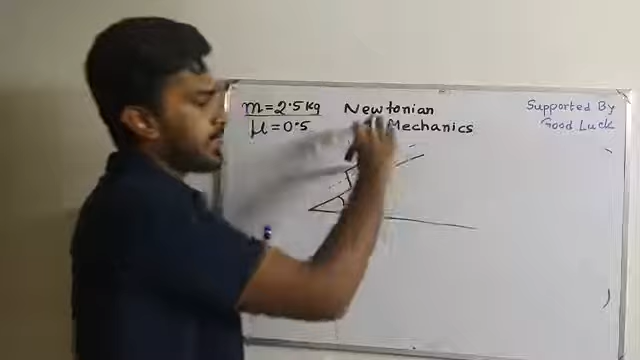 m = 2.5 kg
μ = 0.5
Newtonian
Mechanics
Supported By
Good Luck